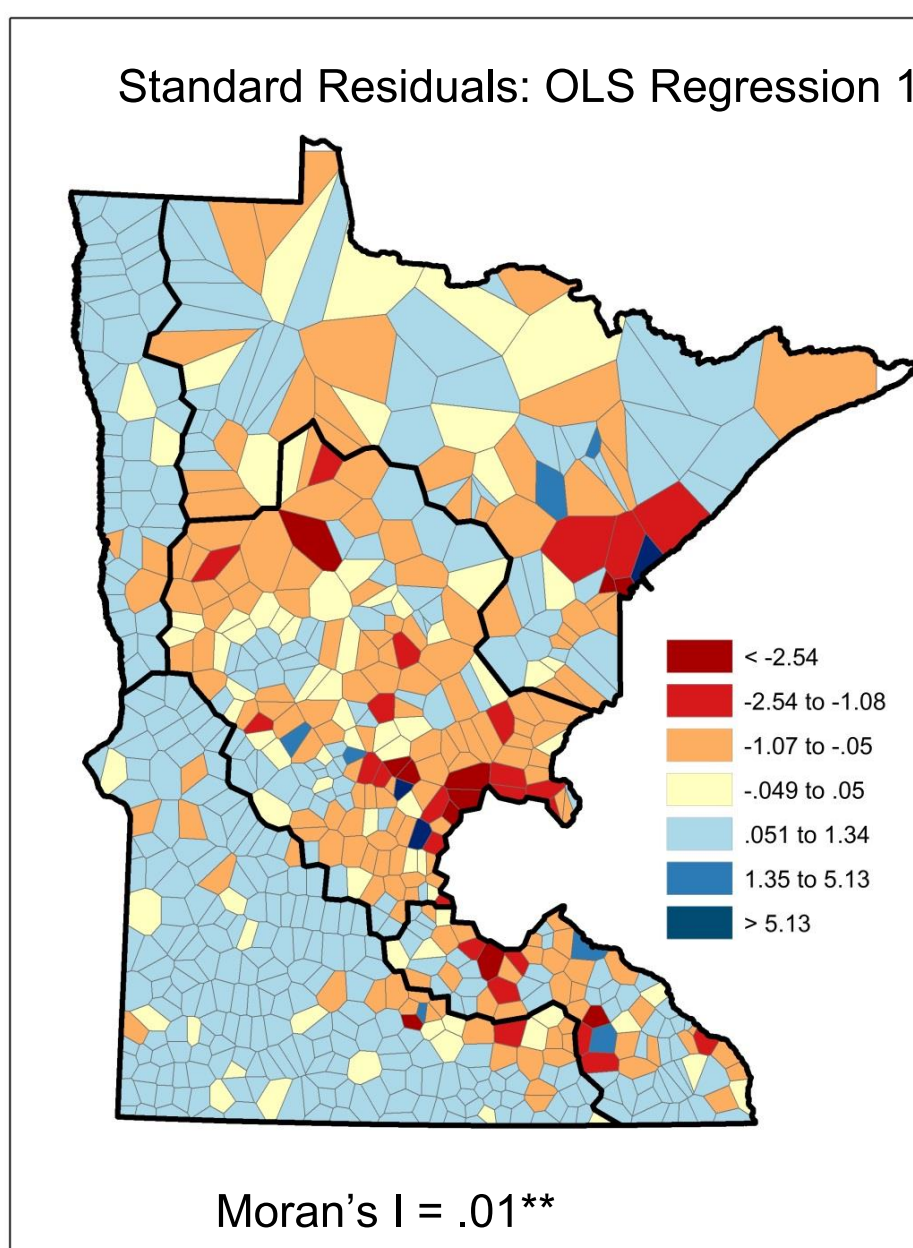 Standard Residuals: OLS Regression 1
< -2.54
-2.54 to -1.08
-1.07 to -.05
-.049 to .05
.051 to 1.34
1.35 to 5.13
> 5.13
Moran’s I = .01**